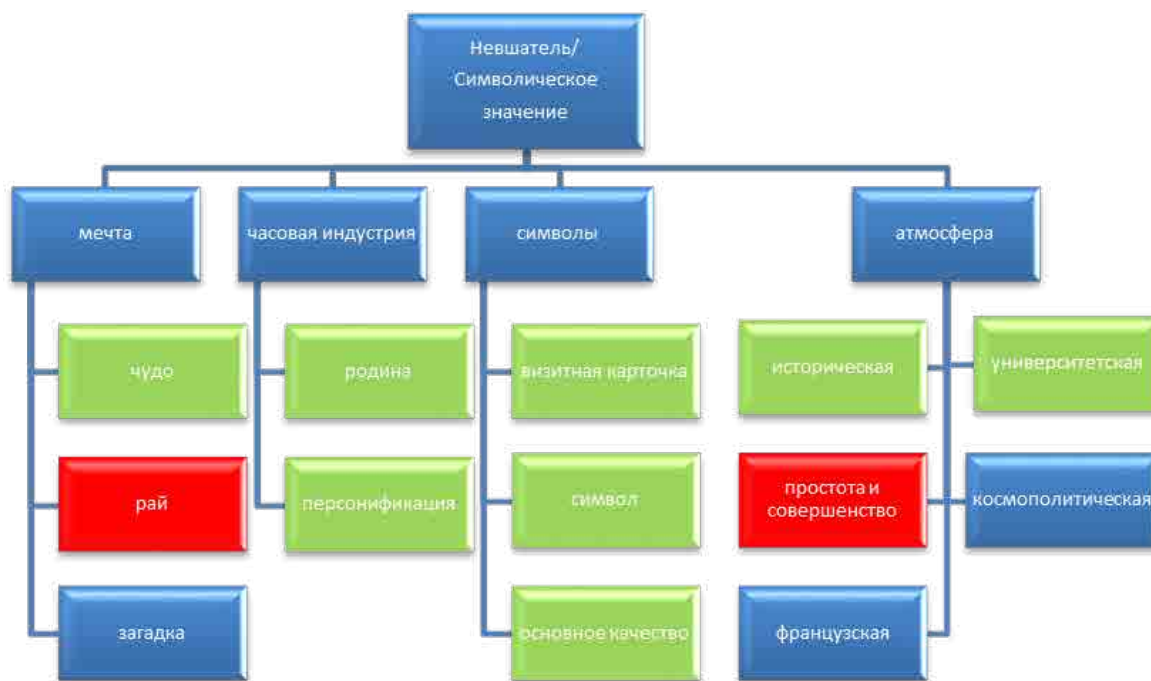 Невшатель/
Символическое
значение
мечта
часовая индустрия
символы
атмосфера
чудо
родина
визитная карточка
историческая
университетская
рай
персонификация
символ
простота и
совершенство
космополитическая
загадка
основное качество
французская